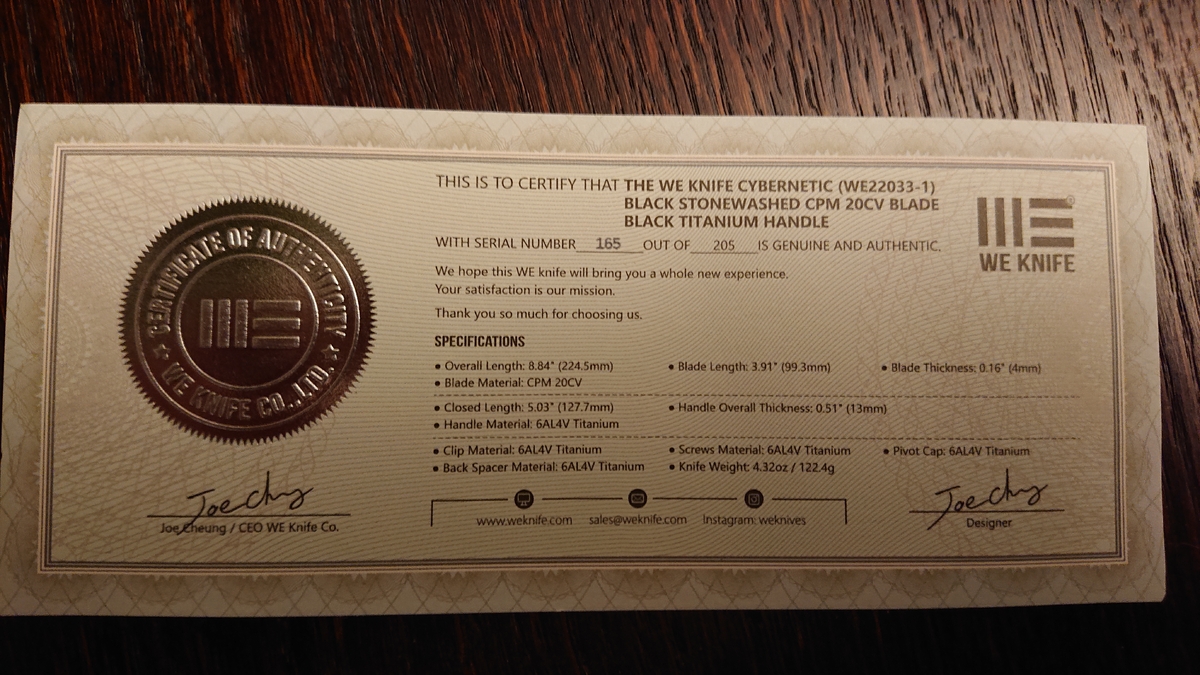 THIS IS TO CERTIFY THAT THE WE KNIFE CYBERNETIC (WE22033-1)
BLACK STONEWASHED CPM 20CV BLADE
BLACK TITANIUM HANDLE
WITH SERIAL NUMBER 165 OUT OF 205 IS GENUINE AND AUTHENTIC.
WE KNIFE
CERTIFICATE OF AUTHETICITY
WE KNIFE CO., LTD.
We hope this WE knife will bring you a whole new experience.
Your satisfaction is our mission.
Thank you so much for choosing us.
SPECIFICATIONS
• Overall Length: 8.84" (224.5mm) • Blade Length: 3.91" (99.3mm) • Blade Thickness: 0.16" (4mm)
• Blade Material: CPM 20CV
• Closed Length: 5.03" (127.7mm) • Handle Overall Thickness: 0.51" (13mm)
• Handle Material: 6AL4V Titanium
• Clip Material: 6AL4V Titanium • Screws Material: 6AL4V Titanium • Pivot Cap: 6AL4V Titanium
• Back Spacer Material: 6AL4V Titanium • Knife Weight: 4.32oz / 122.4g
Joe Cheung / CEO WE Knife Co.
www.weknife.com sales@weknife.com Instagram: weknives
Designer